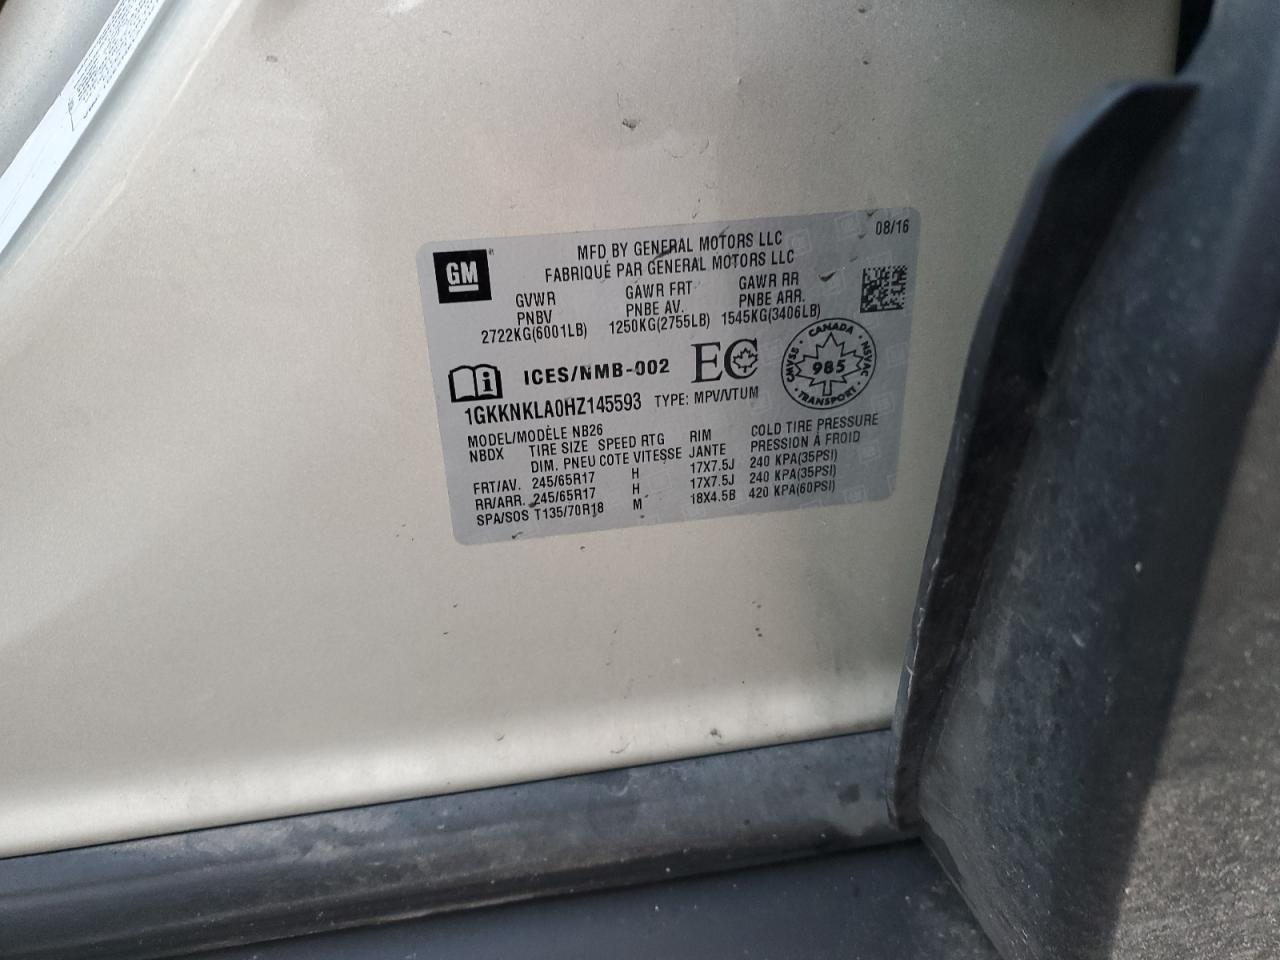 GM
MFD BY GENERAL MOTORS LLC
08/16
FABRIQUÉ PAR GENERAL MOTORS LLC
GVWR GAWR FRT GAWR RR
PNBV PNBE AV. PNBE ARR.
2722KG(6001LB) 1250KG(2755LB) 1545KG(3406LB)
ICES/NMB-002 EC
CANADA CMVSS 985 NSVAC TRANSPORT
1GKKNKLA0HZ145593 TYPE: MPV/VTUM
MODEL/MODÈLE NB26
NBDX TIRE SIZE SPEED RTG RIM COLD TIRE PRESSURE
DIM. PNEU COTE VITESSE JANTE PRESSION À FROID
FRT/AV. 245/65R17 H 17X7.5J 240 KPA(35PSI)
RR/ARR. 245/65R17 H 17X7.5J 240 KPA(35PSI)
SPA/SOS T135/70R18 M 18X4.5B 420 KPA(60PSI)